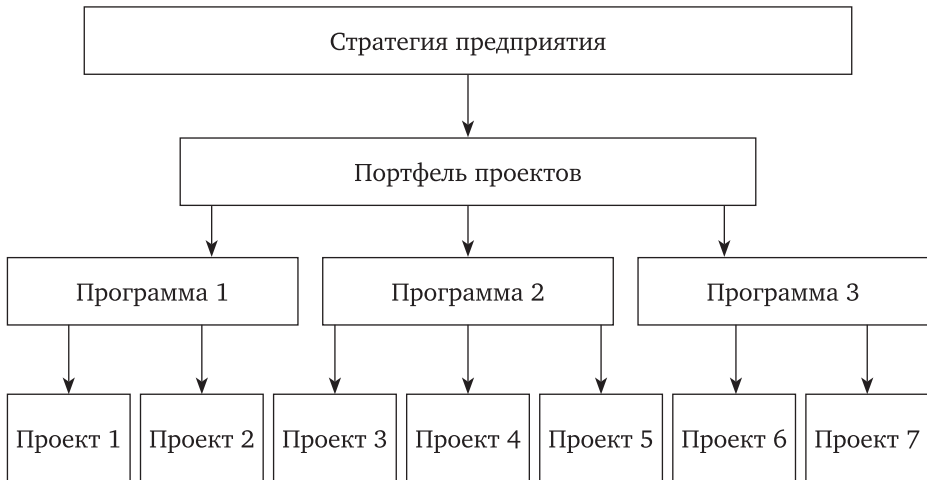 Стратегия предприятия
Портфель проектов
Программа 1
Программа 2
Программа 3
Проект 1
Проект 2
Проект 3
Проект 4
Проект 5
Проект 6
Проект 7